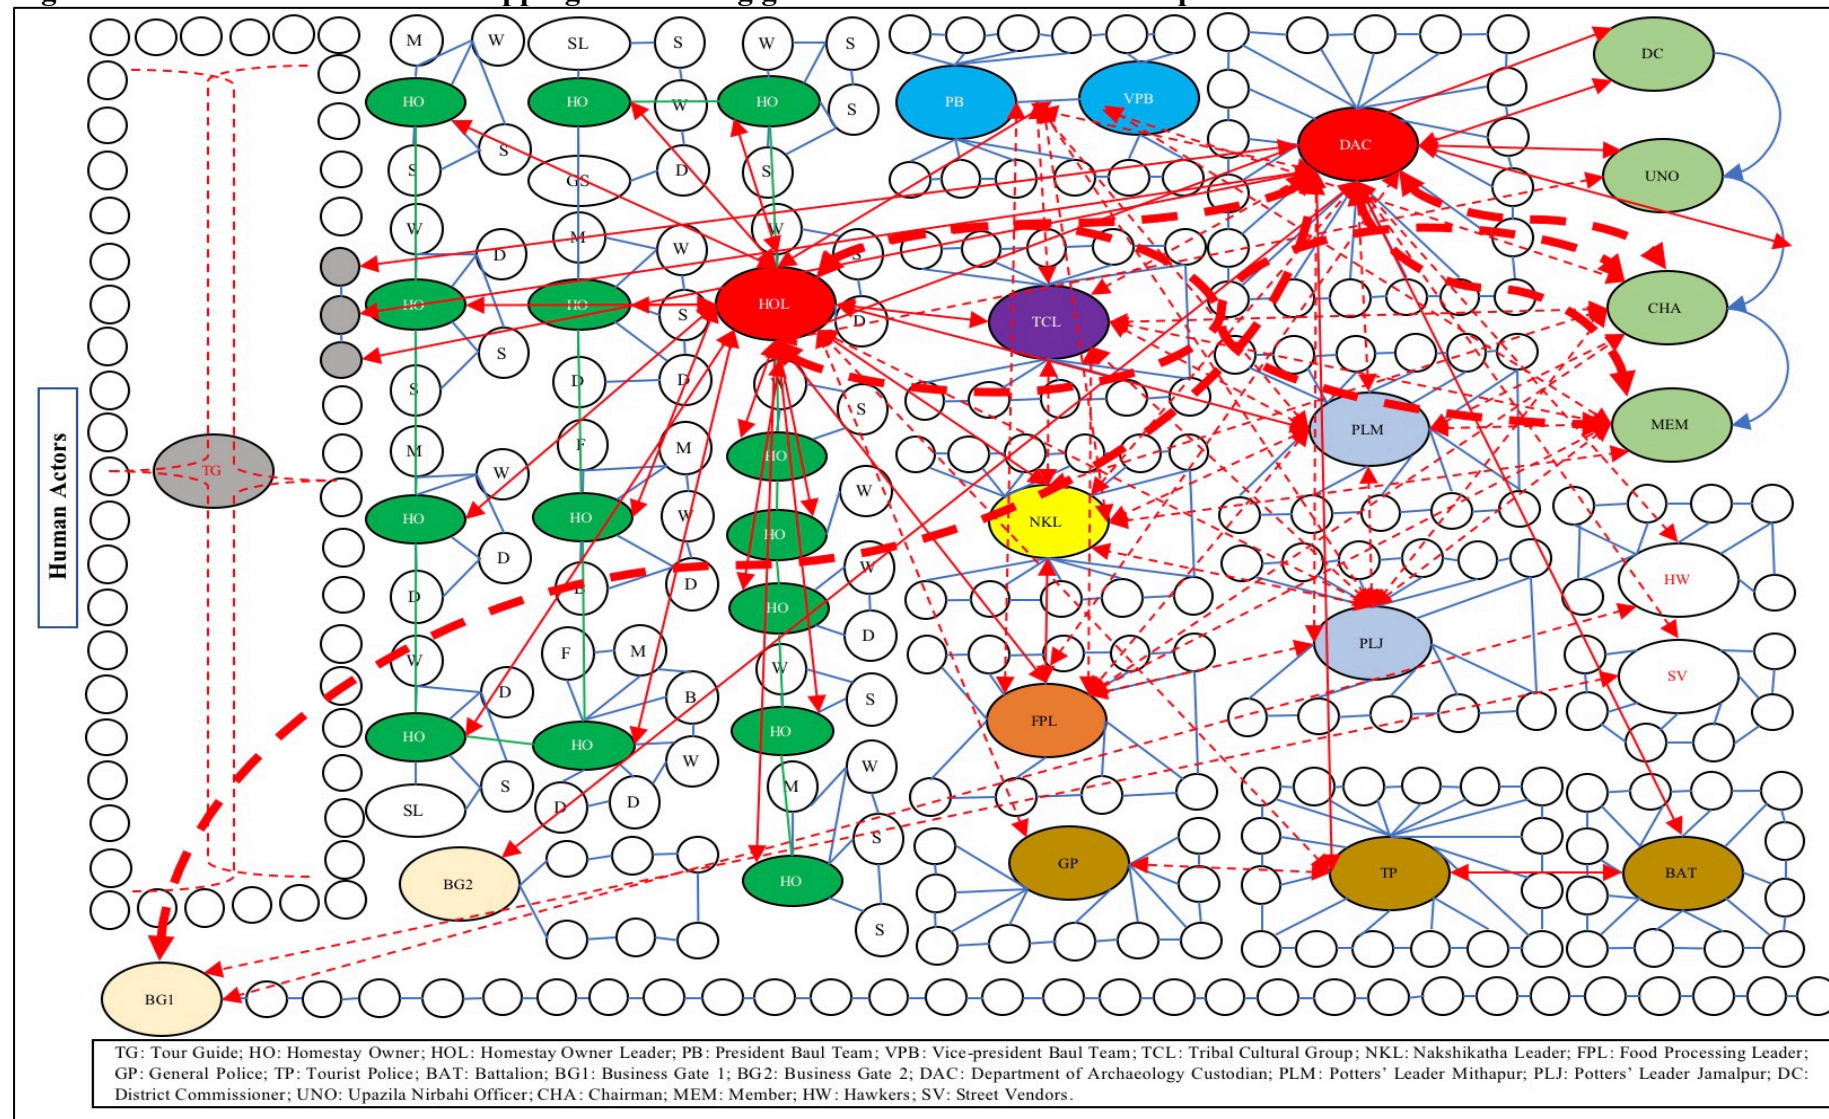 M W SL S W S DC
HO HO W HO S PB VPB
S DAC
S GS D S UNO
W M W W
D S
HO HO S HOL D TCL CHA
S D D W
S S PLM MEM
M F M HO
TG W W
HO HO W HO NKL
D W HW
D D HO
D PLJ
W F M W SV
D B S
HO HO HO FPL
W W
S M
SL D D S
BG2 HO GP TP BAT
S
BG1
Human Actors
TG: Tour Guide; HO: Homestay Owner; HOL: Homestay Owner Leader; PB: President Baul Team; VPB: Vice-president Baul Team; TCL: Tribal Cultural Group; NKL: Nakshikatha Leader; FPL: Food Processing Leader;
GP: General Police; TP: Tourist Police; BAT: Battalion; BG1: Business Gate 1; BG2: Business Gate 2; DAC: Department of Archaeology Custodian; PLM: Potters' Leader Mithapur; PLJ: Potters' Leader Jamalpur; DC:
District Commissioner; UNO: Upazila Nirbahi Officer; CHA: Chairman; MEM: Member; HW: Hawkers; SV: Street Vendors.